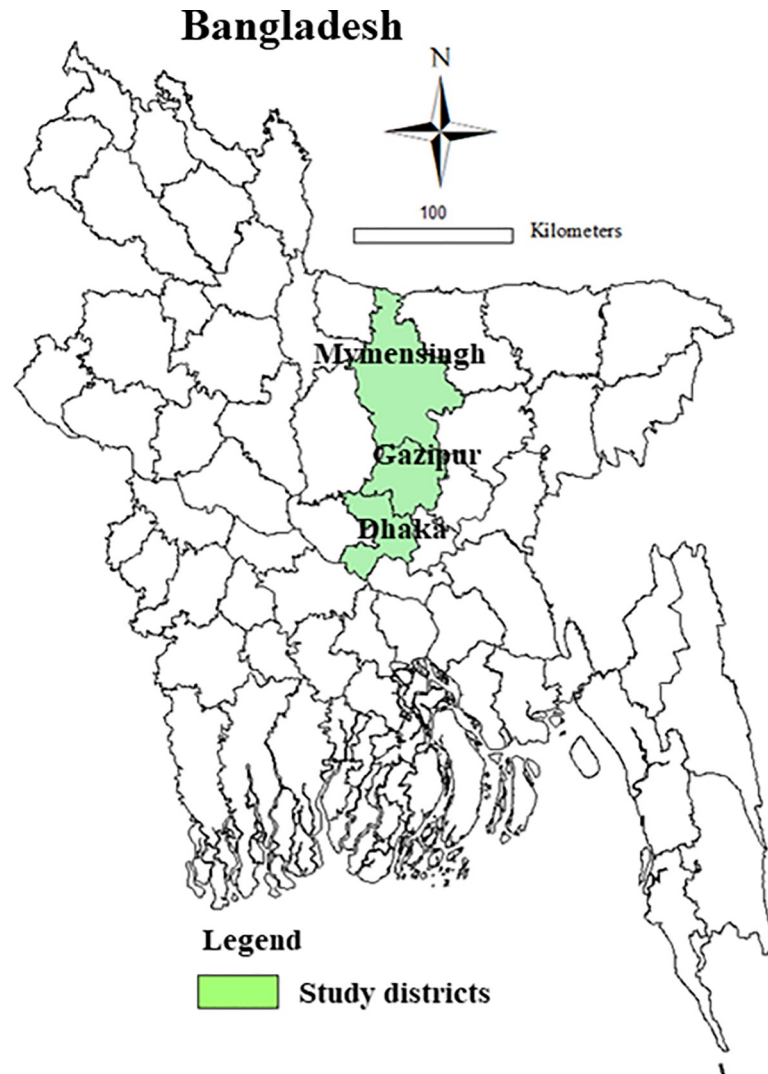 Bangladesh
N
100
Kilometers
Mymensingh
Gazipur
Dhaka
Legend
Study districts